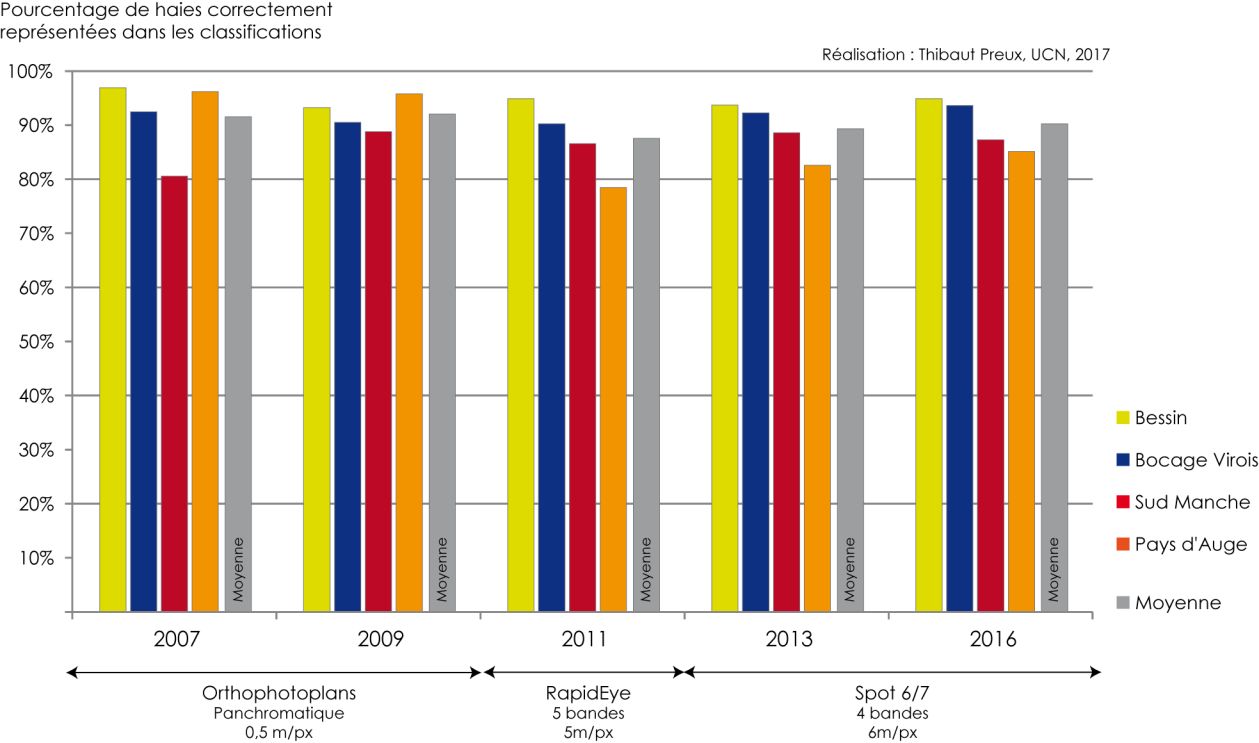 Pourcentage de haies correctement
représentées dans les classifications
Réalisation : Thibaut Preux, UCN, 2017
100%
90%
80%
70%
60%
50%
40%
30%
20%
10%
Moyenne
Moyenne
Moyenne
Moyenne
Moyenne
Bessin
Bocage Virois
Sud Manche
Pays d'Auge
Moyenne
2007
2009
2011
2013
2016
Orthophotoplans
Panchromatique
0,5 m/px
RapidEye
5 bandes
5m/px
Spot 6/7
4 bandes
6m/px